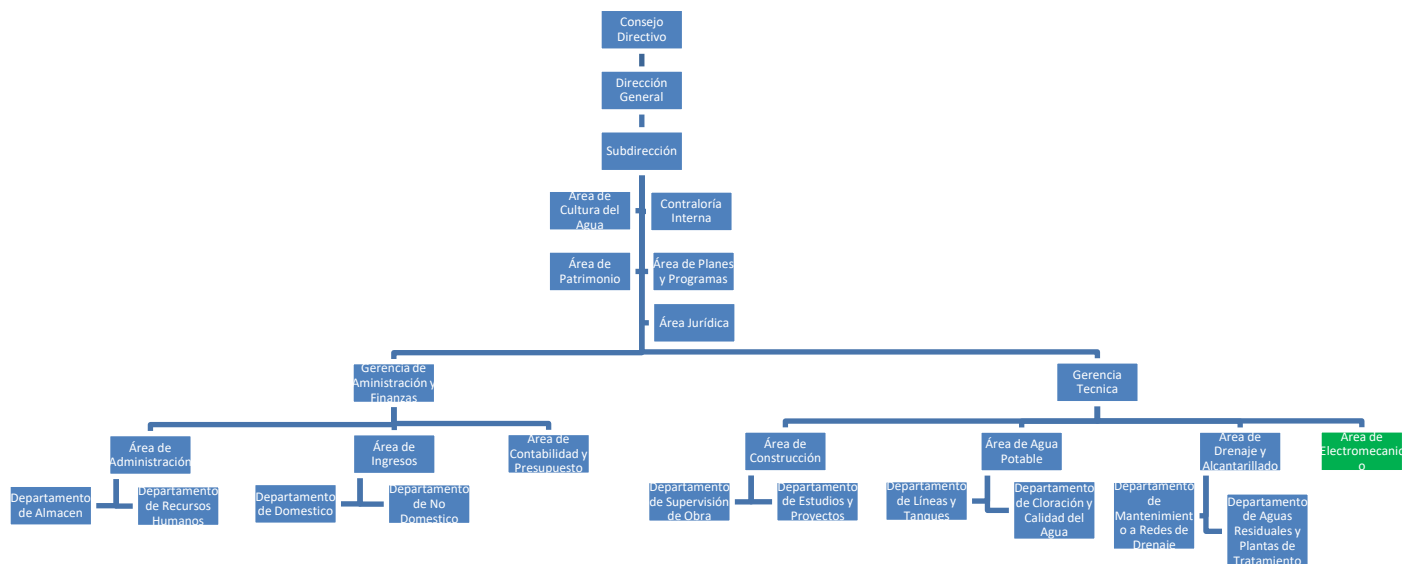 Consejo
Directivo
Dirección
General
Subdirección
Área de
Cultura del
Agua
Contraloría
Interna
Área de
Patrimonio
Área de Planes
y Programas
Área Jurídica
Gerencia de
Aministración y
Finanzas
Gerencia
Tecnica
Área de
Administración
Área de
Ingresos
Área de
Contabilidad y
Presupuesto
Área de
Construcción
Área de Agua
Potable
Área de
Drenaje y
Alcantarillado
Área de
Electromecanic
o
Departamento
de Almacen
Departamento
de Recursos
Humanos
Departamento
de Domestico
Departamento
de No
Domestico
Departamento
de Supervisión
de Obra
Departamento
de Estudios y
Proyectos
Departamento
de Líneas y
Tanques
Departamento
de Cloración y
Calidad del
Agua
Departamento
de
Mantenimient
o a Redes de
Drenaje
Departamento
de Aguas
Residuales y
Plantas de
Tratamiento